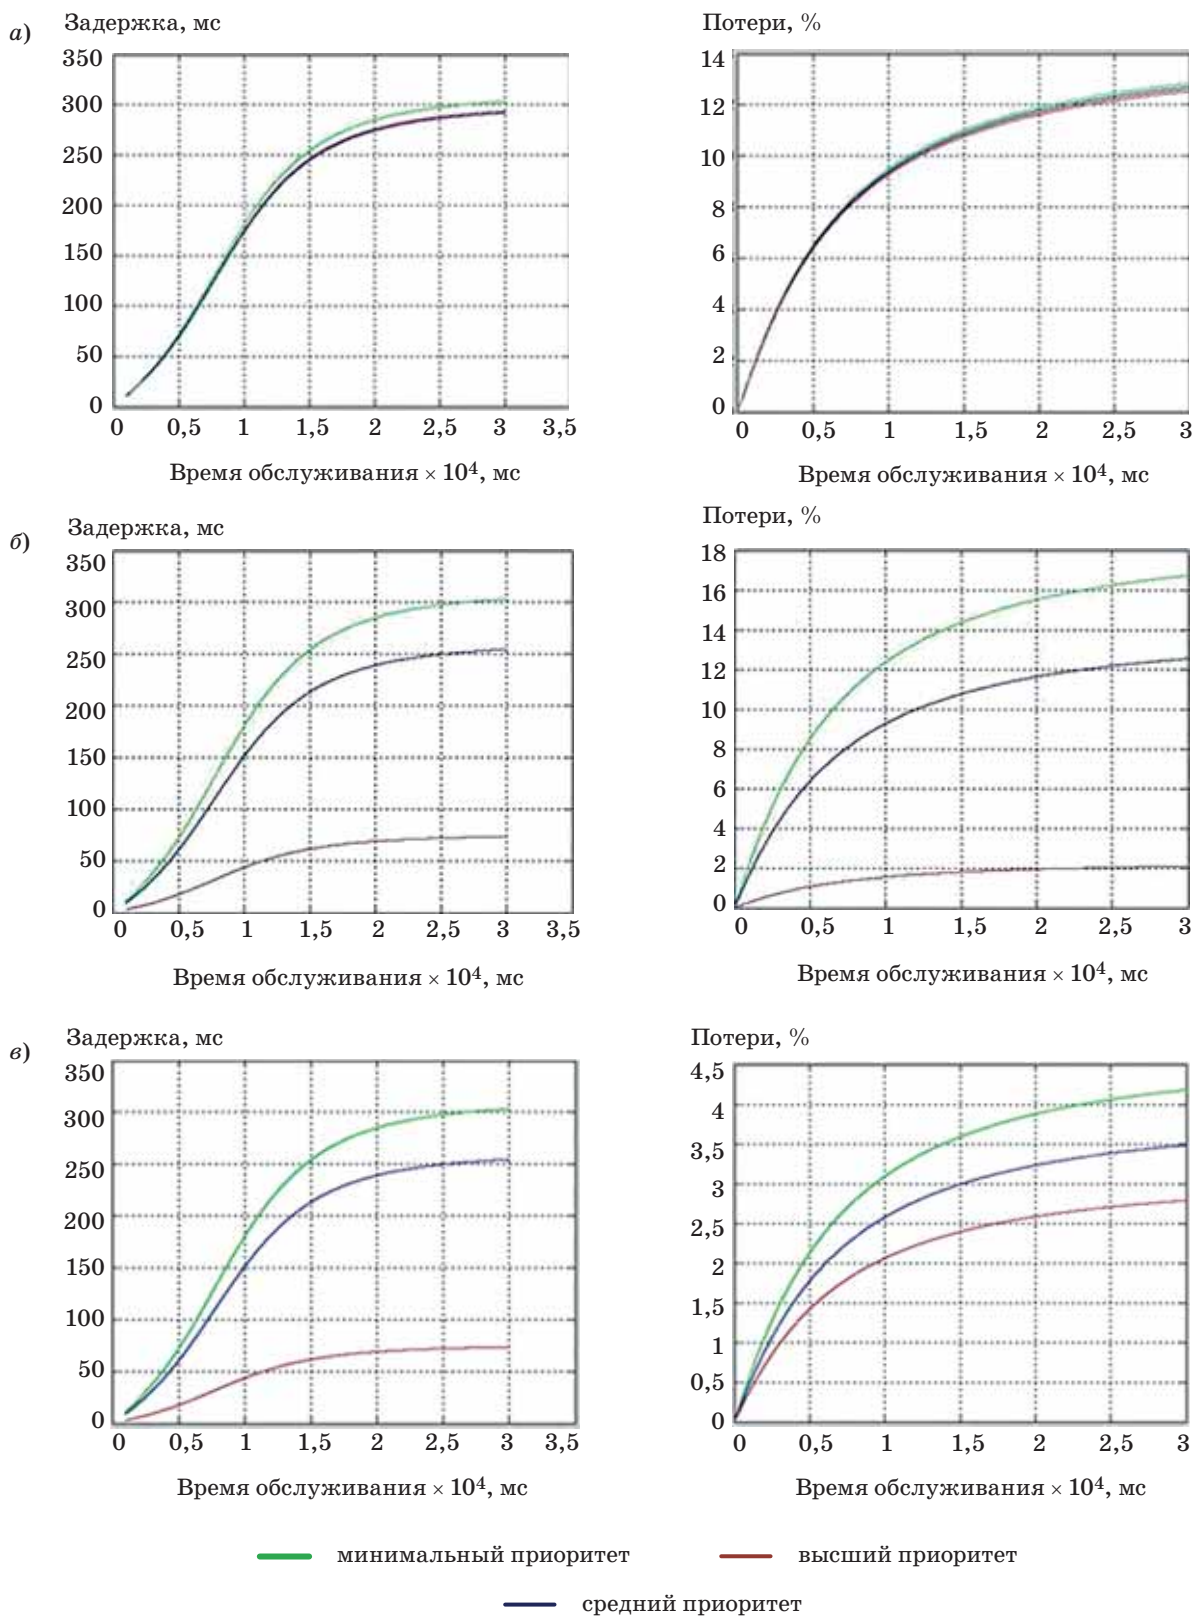 а)
Задержка, мс
350
300
250
200
150
100
50
0
0 0,5 1 1,5 2 2,5 3 3,5
Время обслуживания × 10⁴, мс
Потери, %
14
12
10
8
6
4
2
0
0 0,5 1 1,5 2 2,5 3
Время обслуживания × 10⁴, мс
б)
Задержка, мс
350
300
250
200
150
100
50
0
0 0,5 1 1,5 2 2,5 3 3,5
Время обслуживания × 10⁴, мс
Потери, %
18
16
14
12
10
8
6
4
2
0
0 0,5 1 1,5 2 2,5 3
Время обслуживания × 10⁴, мс
в)
Задержка, мс
350
300
250
200
150
100
50
0
0 0,5 1 1,5 2 2,5 3 3,5
Время обслуживания × 10⁴, мс
Потери, %
4,5
4
3,5
3
2,5
2
1,5
1
0,5
0
0 0,5 1 1,5 2 2,5 3
Время обслуживания × 10⁴, мс
минимальный приоритет
высший приоритет
средний приоритет